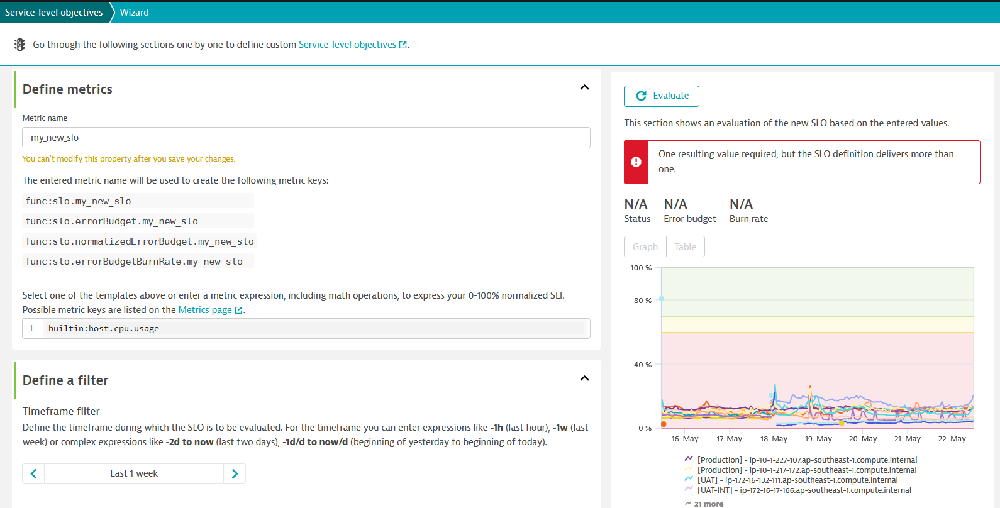 Service-level objectives
Wizard
Go through the following sections one by one to define custom Service-level objectives.
Define metrics
Metric name
my_new_slo
You can't modify this property after you save your changes.
The entered metric name will be used to create the following metric keys:
func:slo.my_new_slo
func:slo.errorBudget.my_new_slo
func:slo.normalizedErrorBudget.my_new_slo
func:slo.errorBudgetBurnRate.my_new_slo
Select one of the templates above or enter a metric expression, including math operations, to express your 0-100% normalized SLI.
Possible metric keys are listed on the Metrics page.
1 builtin:host.cpu.usage
Define a filter
Timeframe filter
Define the timeframe during which the SLO is to be evaluated. For the timeframe you can enter expressions like -1h (last hour), -1w (last
week) or complex expressions like -2d to now (last two days), -1d/d to now/d (beginning of yesterday to beginning of today).
Last 1 week
Evaluate
This section shows an evaluation of the new SLO based on the entered values.
One resulting value required, but the SLO definition delivers more than
one.
N/A N/A N/A
Status Error budget Burn rate
Graph Table
100 %
80 %
40 %
0 %
16. May 17. May 18. May 19. May 20. May 21. May 22. May
[Production] - ip-10-1-227-107.ap-southeast-1.compute.internal
[Production] - ip-10-1-217-172.ap-southeast-1.compute.internal
[UAT] - ip-172-16-132-111.ap-southeast-1.compute.internal
[UAT-INT] - ip-172-16-17-166.ap-southeast-1.compute.internal
21 more